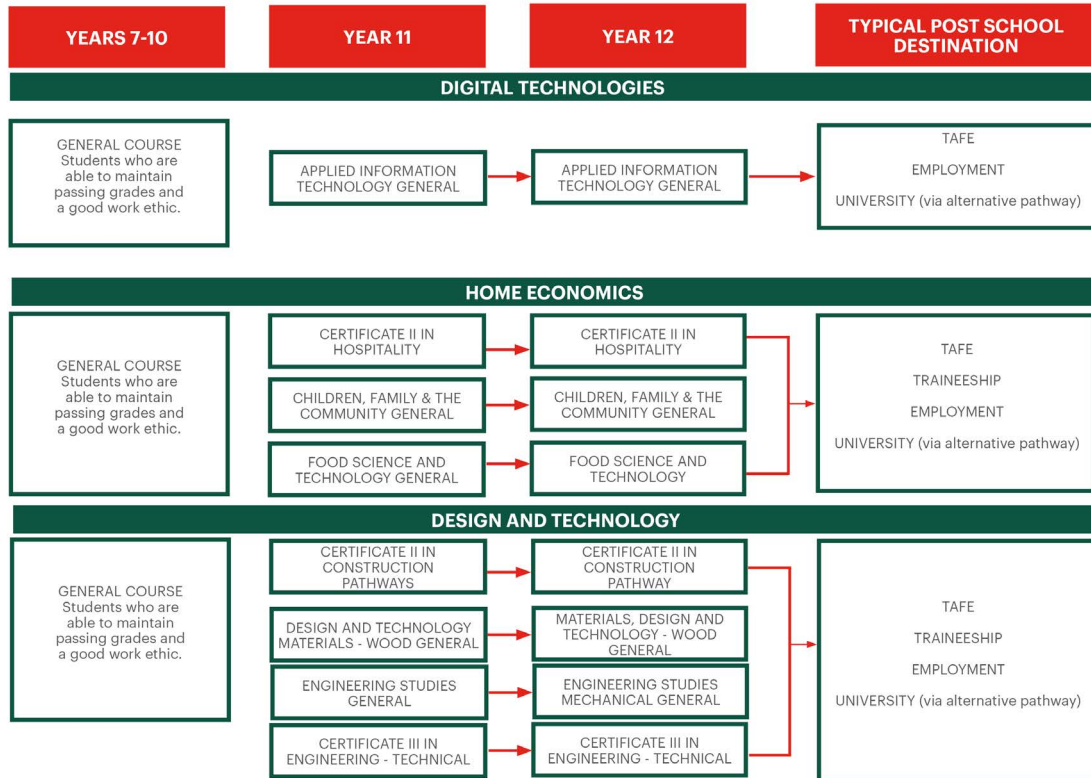 YEARS 7-10
YEAR 11
YEAR 12
TYPICAL POST SCHOOL
DESTINATION
DIGITAL TECHNOLOGIES
GENERAL COURSE
Students who are
able to maintain
passing grades and
a good work ethic.
APPLIED INFORMATION
TECHNOLOGY GENERAL
APPLIED INFORMATION
TECHNOLOGY GENERAL
TAFE
EMPLOYMENT
UNIVERSITY (via alternative pathway)
HOME ECONOMICS
GENERAL COURSE
Students who are
able to maintain
passing grades and
a good work ethic.
CERTIFICATE II IN
HOSPITALITY
CERTIFICATE II IN
HOSPITALITY
CHILDREN, FAMILY & THE
COMMUNITY GENERAL
CHILDREN, FAMILY & THE
COMMUNITY GENERAL
FOOD SCIENCE AND
TECHNOLOGY GENERAL
FOOD SCIENCE AND
TECHNOLOGY
TAFE
TRAINEESHIP
EMPLOYMENT
UNIVERSITY (via alternative pathway)
DESIGN AND TECHNOLOGY
GENERAL COURSE
Students who are
able to maintain
passing grades and
a good work ethic.
CERTIFICATE II IN
CONSTRUCTION
PATHWAYS
CERTIFICATE II IN
CONSTRUCTION
PATHWAY
DESIGN AND TECHNOLOGY
MATERIALS - WOOD GENERAL
MATERIALS, DESIGN AND
TECHNOLOGY - WOOD
GENERAL
ENGINEERING STUDIES
GENERAL
ENGINEERING STUDIES
MECHANICAL GENERAL
CERTIFICATE III IN
ENGINEERING - TECHNICAL
CERTIFICATE III IN
ENGINEERING - TECHNICAL
TAFE
TRAINEESHIP
EMPLOYMENT
UNIVERSITY (via alternative pathway)